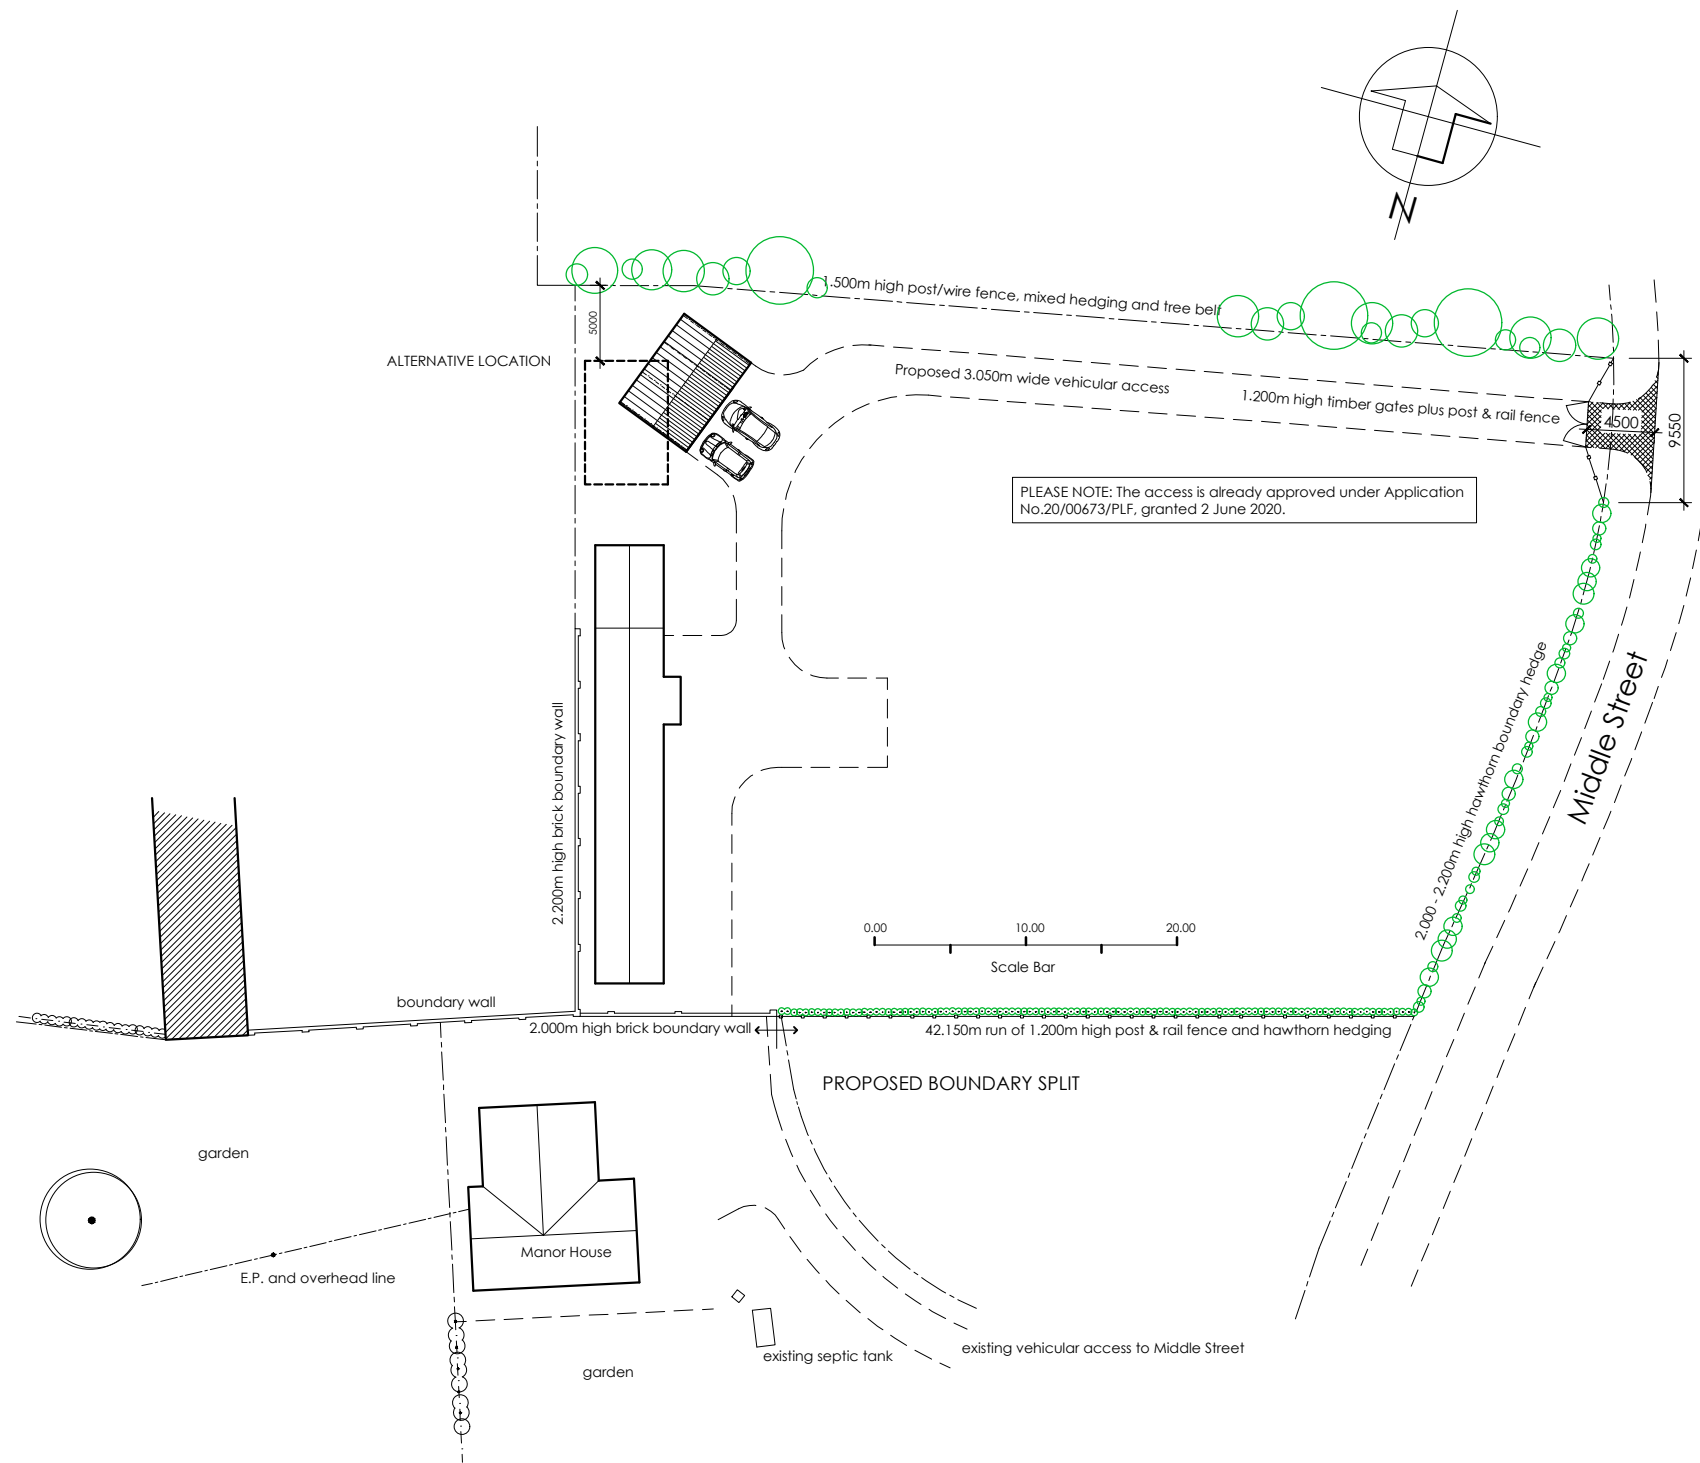 N
1.500m high post/wire fence, mixed hedging and tree belt
5000
ALTERNATIVE LOCATION
Proposed 3.050m wide vehicular access
1.200m high timber gates plus post & rail fence
4500
9550
PLEASE NOTE: The access is already approved under Application
No.20/00673/PLF, granted 2 June 2020.
2.000 - 2.200m high hawthorn boundary hedge
Middle Street
2.200m high brick boundary wall
0.00 10.00 20.00
Scale Bar
boundary wall
2.000m high brick boundary wall
42.150m run of 1.200m high post & rail fence and hawthorn hedging
PROPOSED BOUNDARY SPLIT
garden
Manor House
E.P. and overhead line
existing septic tank
existing vehicular access to Middle Street
garden